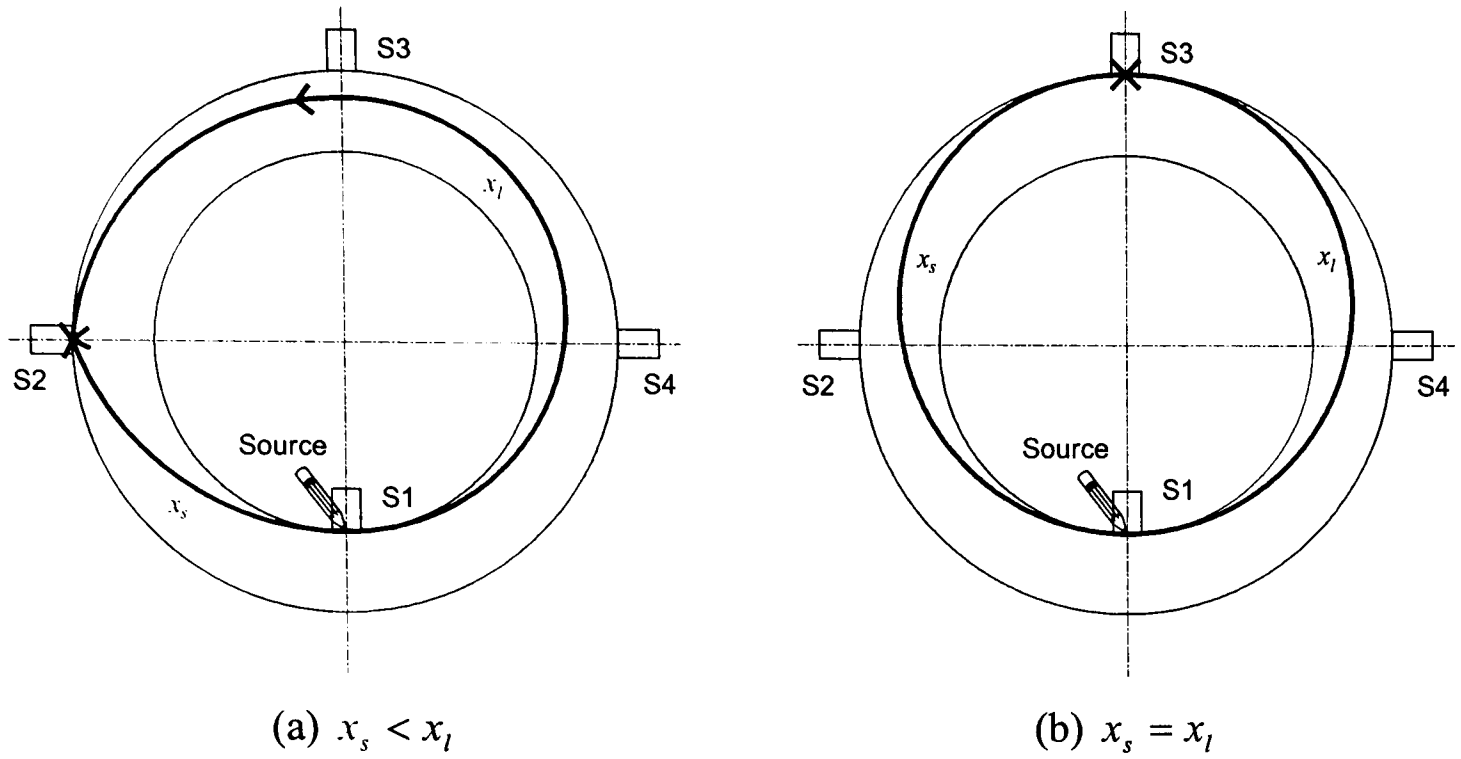 S3
x_l
S2
S4
Source
S1
x_s
(a) x_s < x_l
S3
x_s
x_l
S2
S4
Source
S1
(b) x_s = x_l